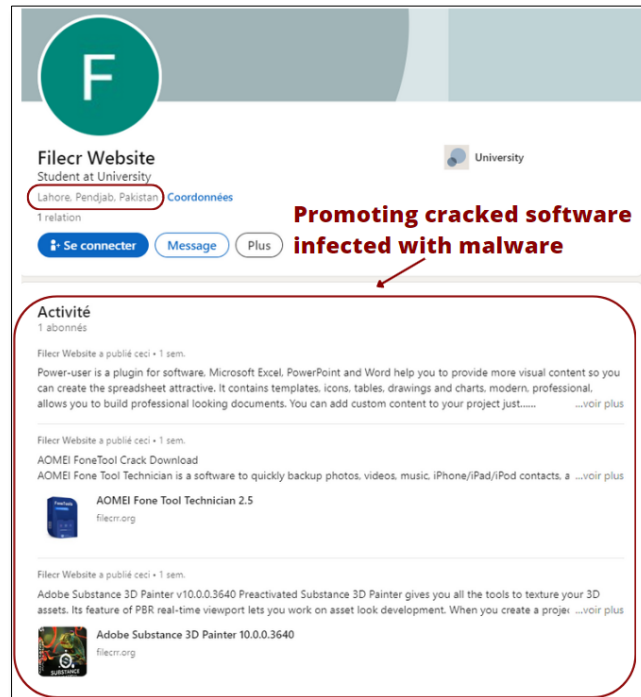 F
Filecr Website
University
Student at University
Lahore, Pendjab, Pakistan Coordonnées
1 relation
Promoting cracked software
infected with malware
Se connecter Message Plus
Activité
1 abonnés
Filecr Website a publié ceci • 1 sem.
Power-user is a plugin for software, Microsoft Excel, PowerPoint and Word help you to provide more visual content so you
can create the spreadsheet attractive. It contains templates, icons, tables, drawings and charts, modern, professional,
allows you to build professional looking documents. You can add custom content to your project just...... ...voir plus
Filecr Website a publié ceci • 1 sem.
AOMEI FoneTool Crack Download
AOMEI Fone Tool Technician is a software to quickly backup photos, videos, music, iPhone/iPad/iPod contacts, a ...voir plus
AOMEI Fone Tool Technician 2.5
filecrr.org
Filecr Website a publié ceci • 1 sem.
Adobe Substance 3D Painter v10.0.0.3640 Preactivated Substance 3D Painter gives you all the tools to texture your 3D
assets. Its feature of PBR real-time viewport lets you work on asset look development. When you create a projec ...voir plus
Adobe Substance 3D Painter 10.0.0.3640
filecrr.org
SUBSTANCE